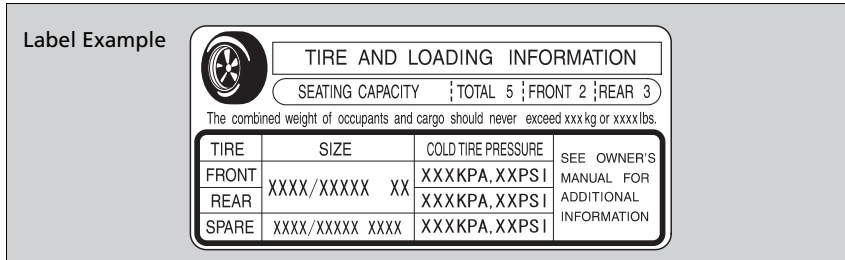 Label Example
TIRE AND LOADING INFORMATION
SEATING CAPACITY TOTAL 5 FRONT 2 REAR 3
The combined weight of occupants and cargo should never exceed xxx kg or xxxx lbs.
TIRE SIZE COLD TIRE PRESSURE
FRONT XXXX/XXXXX XX XXXKPA,XXPSI
REAR XXXKPA,XXPSI
SPARE XXXX/XXXXX XXXX XXXKPA,XXPSI
SEE OWNER'S
MANUAL FOR
ADDITIONAL
INFORMATION